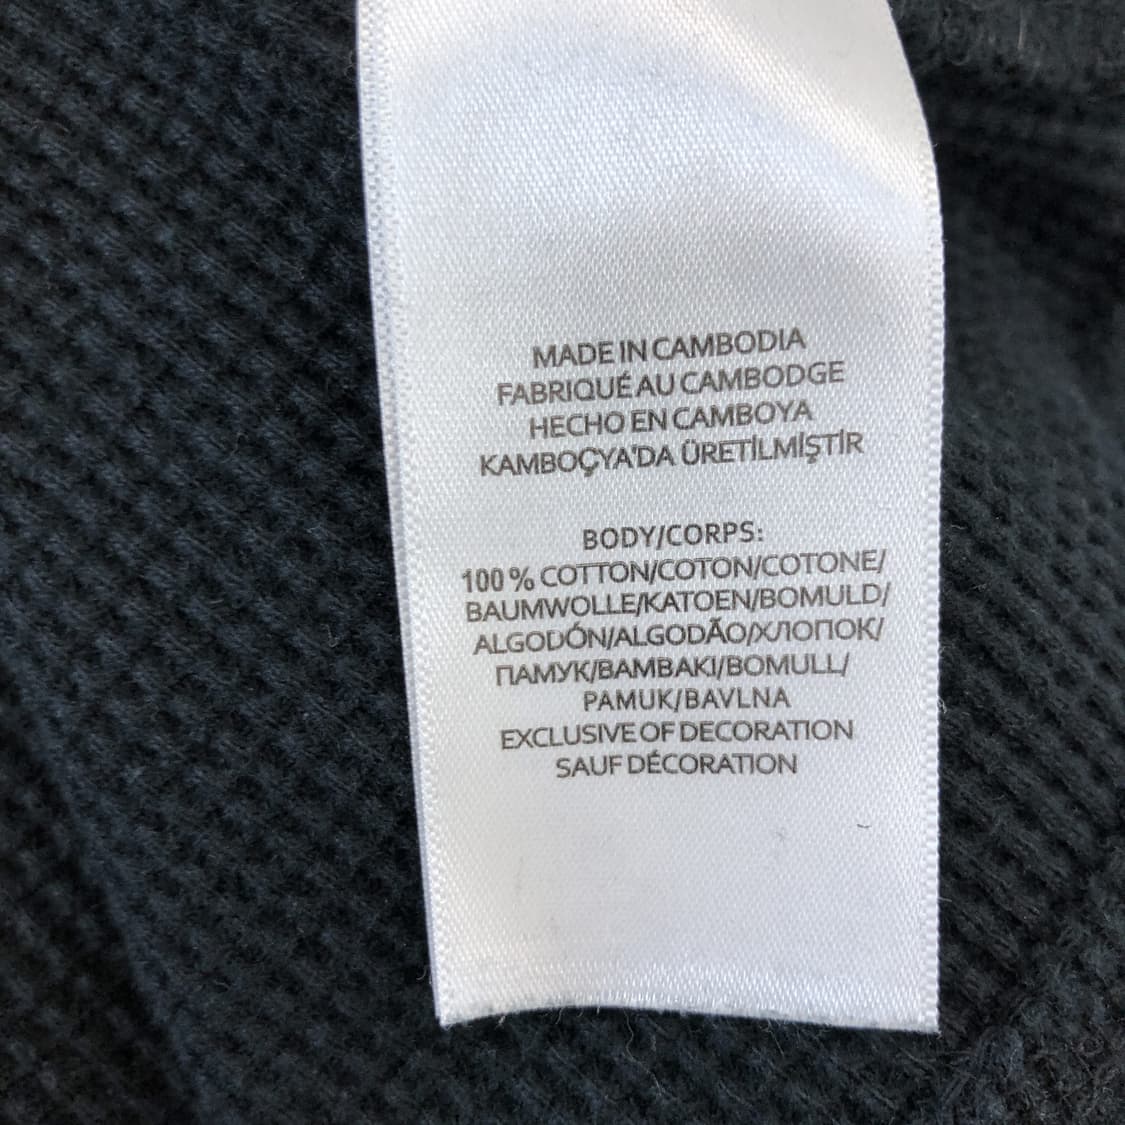 MADE IN CAMBODIA
FABRIQUÉ AU CAMBODGE
HECHO EN CAMBOYA
KAMBOÇYA'DA ÜRETİLMİŞTİR
BODY/CORPS:
100 % COTTON/COTON/COTONE/
BAUMWOLLE/KATOEN/BOMULD/
ALGODÓN/ALGODÃO/ХЛОПОК/
ПАМУК/BAMBAKI/BOMULL/
PAMUK/BAVLNA
EXCLUSIVE OF DECORATION
SAUF DÉCORATION